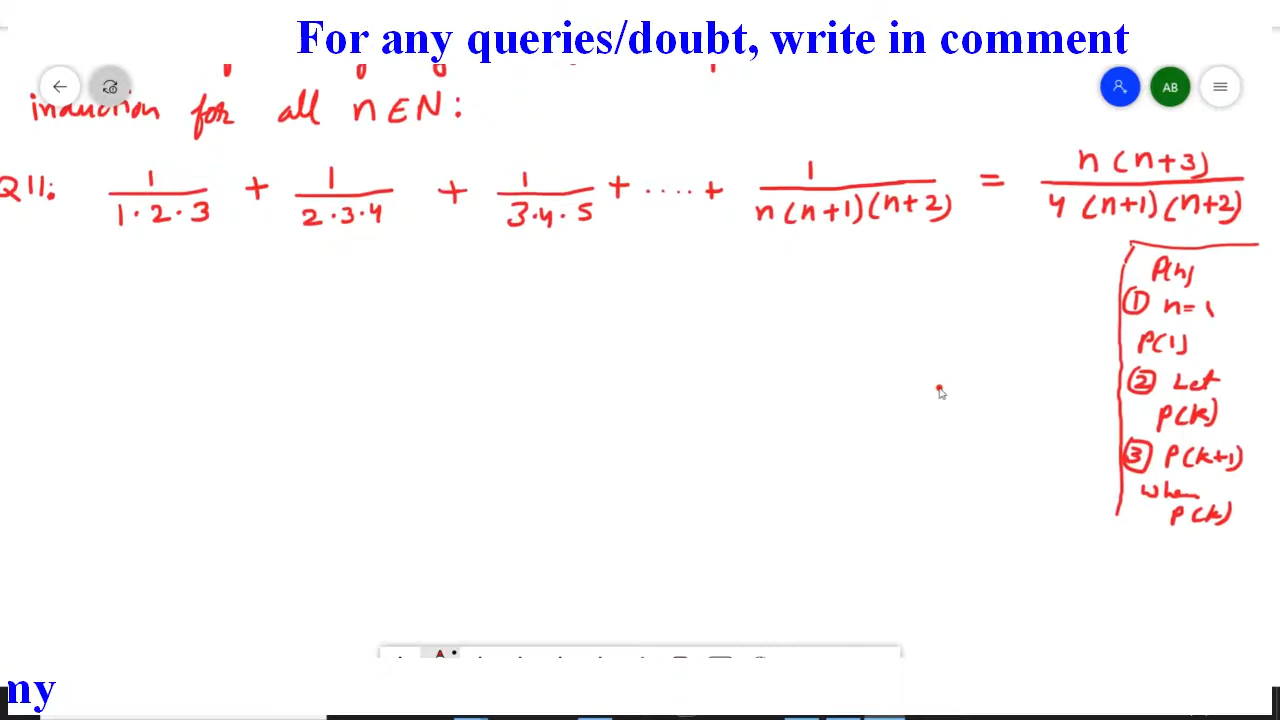 For any queries/doubt, write in comment
AB
induction for all n ∈ N :
Q11: 1/(1·2·3) + 1/(2·3·4) + 1/(3·4·5) + .... + 1/(n(n+1)(n+2)) = n(n+3)/(4(n+1)(n+2))
P(n)
① n=1
P(1)
② Let
P(k)
③ P(k+1)
when
P(k)
ny